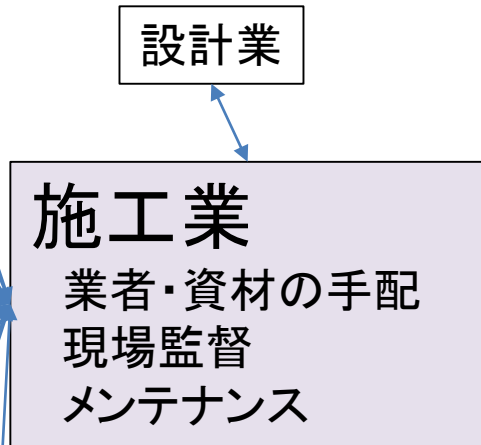 設計業
施工業
業者・資材の手配
現場監督
メンテナンス